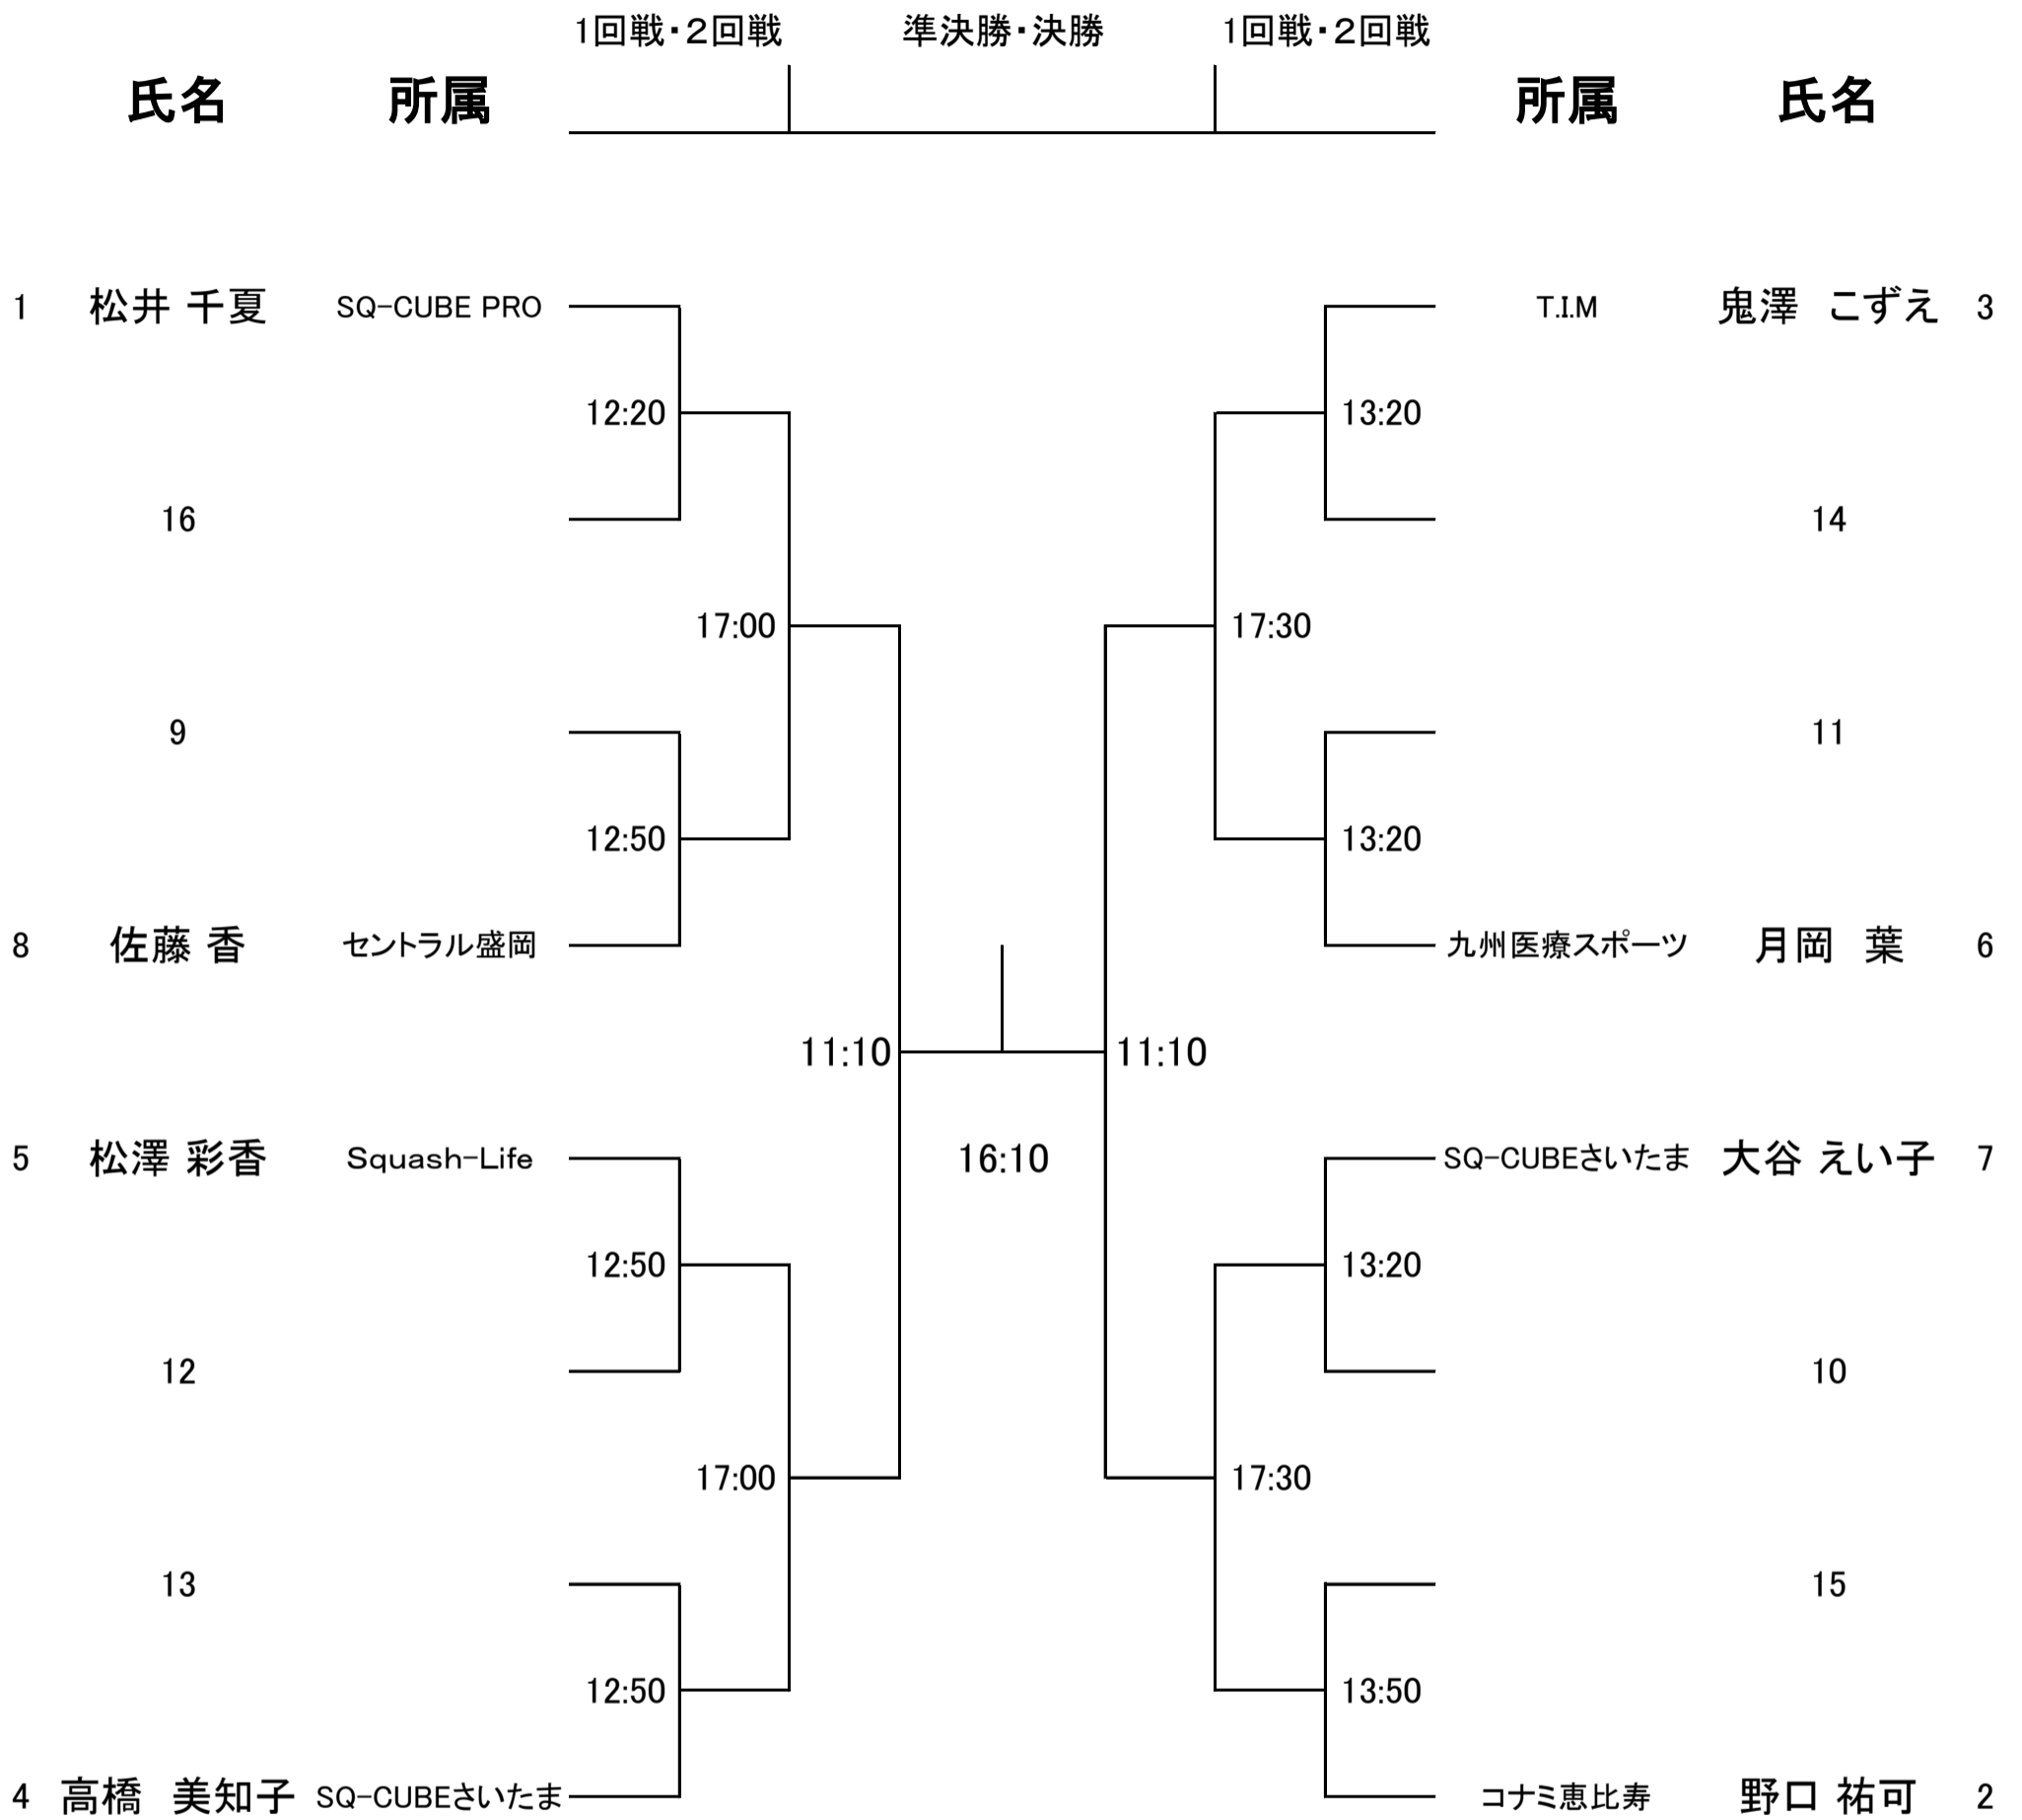 1回戦・2回戦 準決勝・決勝 1回戦・2回戦
氏名 所属 所属 氏名
1 松井 千夏 SQ-CUBE PRO T.I.M 鬼澤 こずえ 3
12:20 13:20
16 14
17:00 17:30
9 11
12:50 13:20
8 佐藤 香 セントラル盛岡 九州医療スポーツ 月岡 葉 6
11:10 11:10
5 松澤 彩香 Squash-Life 16:10 SQ-CUBEさいたま 大谷 えい子 7
12:50 13:20
12 10
17:00 17:30
13 15
12:50 13:50
4 高橋 美知子 SQ-CUBEさいたま コナミ恵比寿 野口 祐可 2